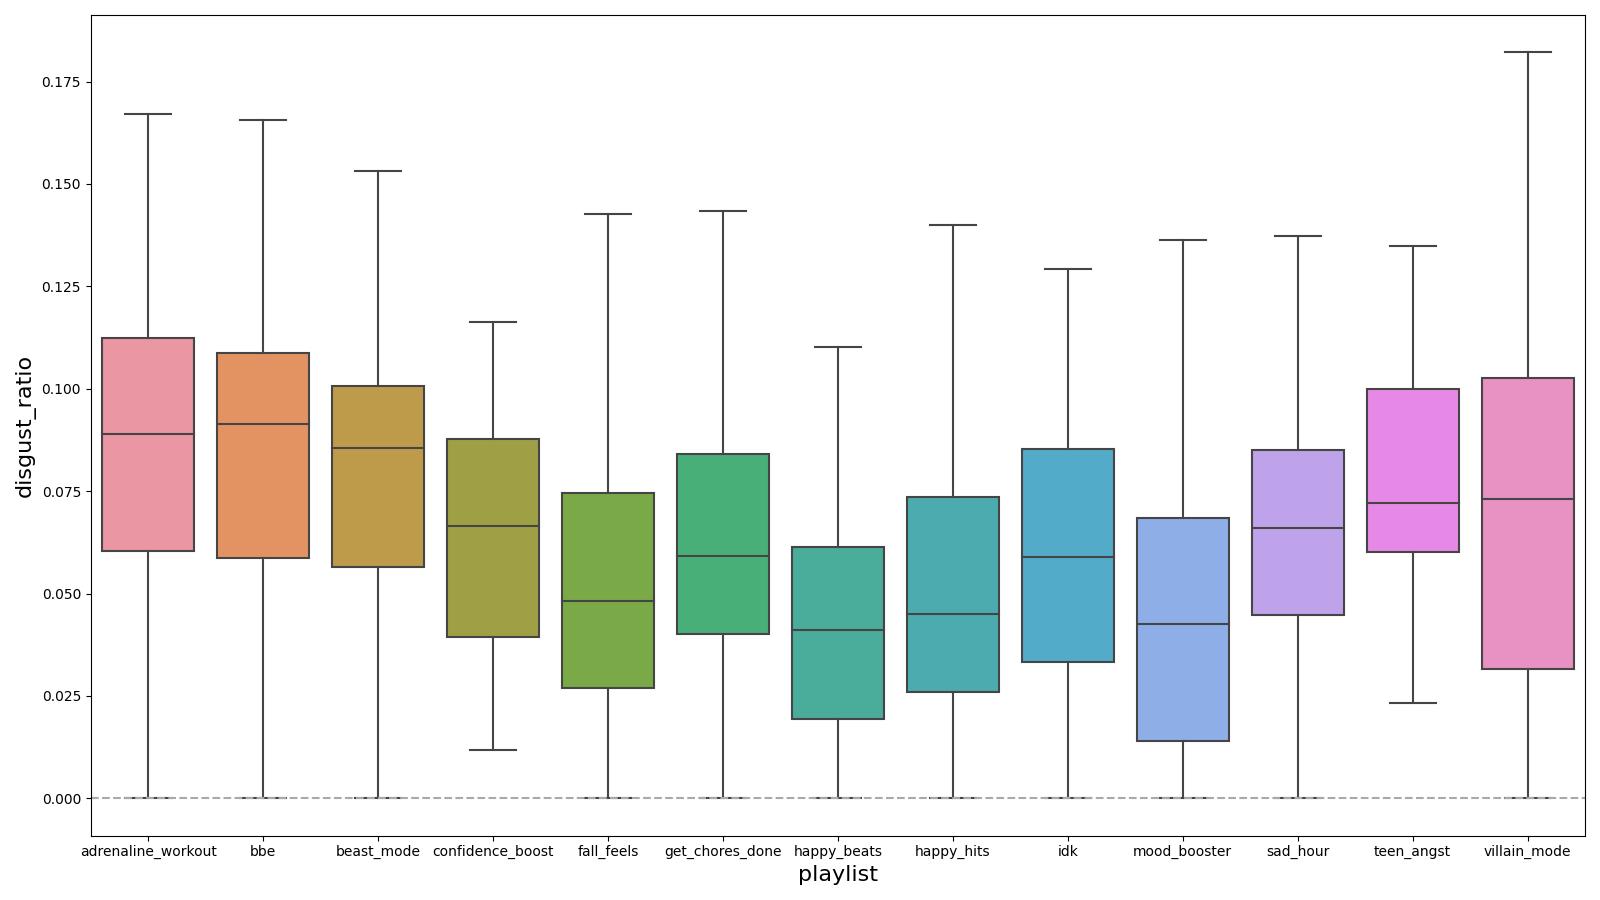 disgust_ratio
0.175
0.150
0.125
0.100
0.075
0.050
0.025
0.000
adrenaline_workout bbe beast_mode confidence_boost fall_feels get_chores_done happy_beats happy_hits idk mood_booster sad_hour teen_angst villain_mode
playlist